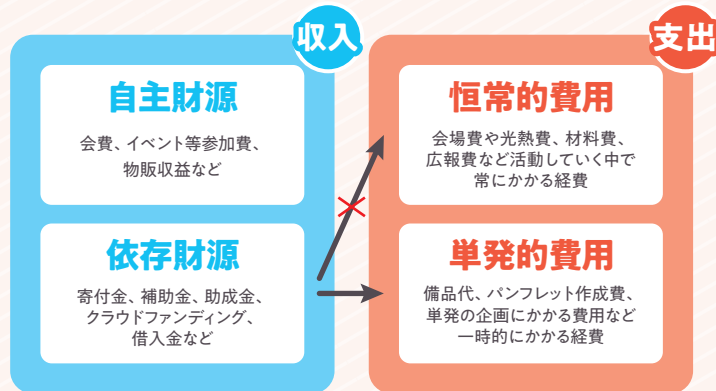 収入
自主財源
会費、イベント等参加費、
物販収益など
依存財源
寄付金、補助金、助成金、
クラウドファンディング、
借入金など
支出
恒常的費用
会場費や光熱費、材料費、
広報費など活動していく中で
常にかかる経費
単発的費用
備品代、パンフレット作成費、
単発の企画にかかる費用など
一時的にかかる経費